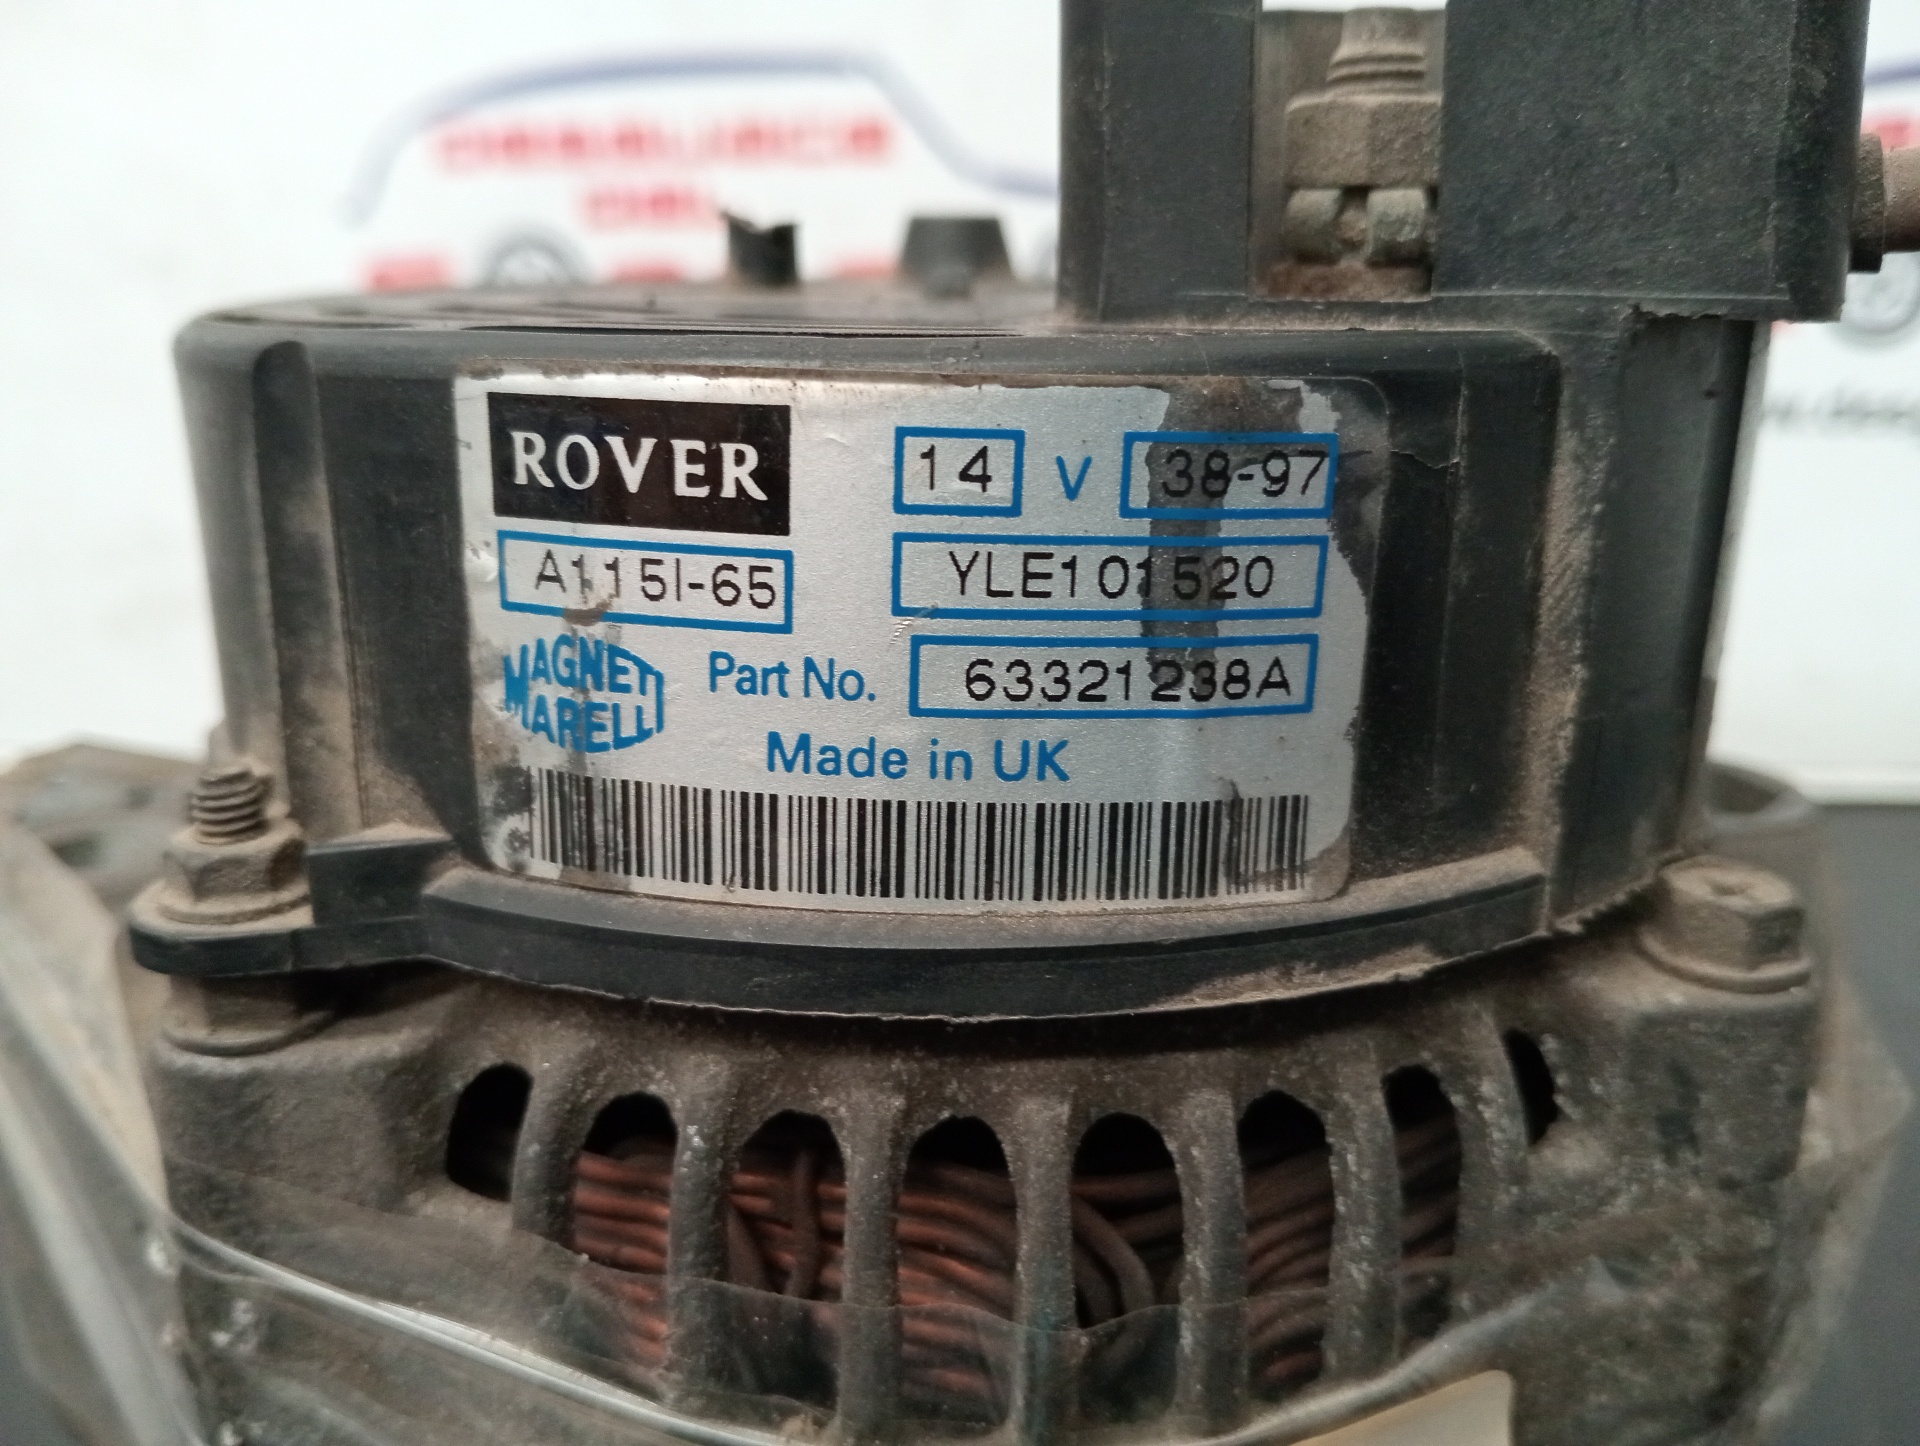 ROVER
14 V 38-97
A115I-65 YLE101520
MAGNETI
MARELLI
Part No. 63321238A
Made in UK